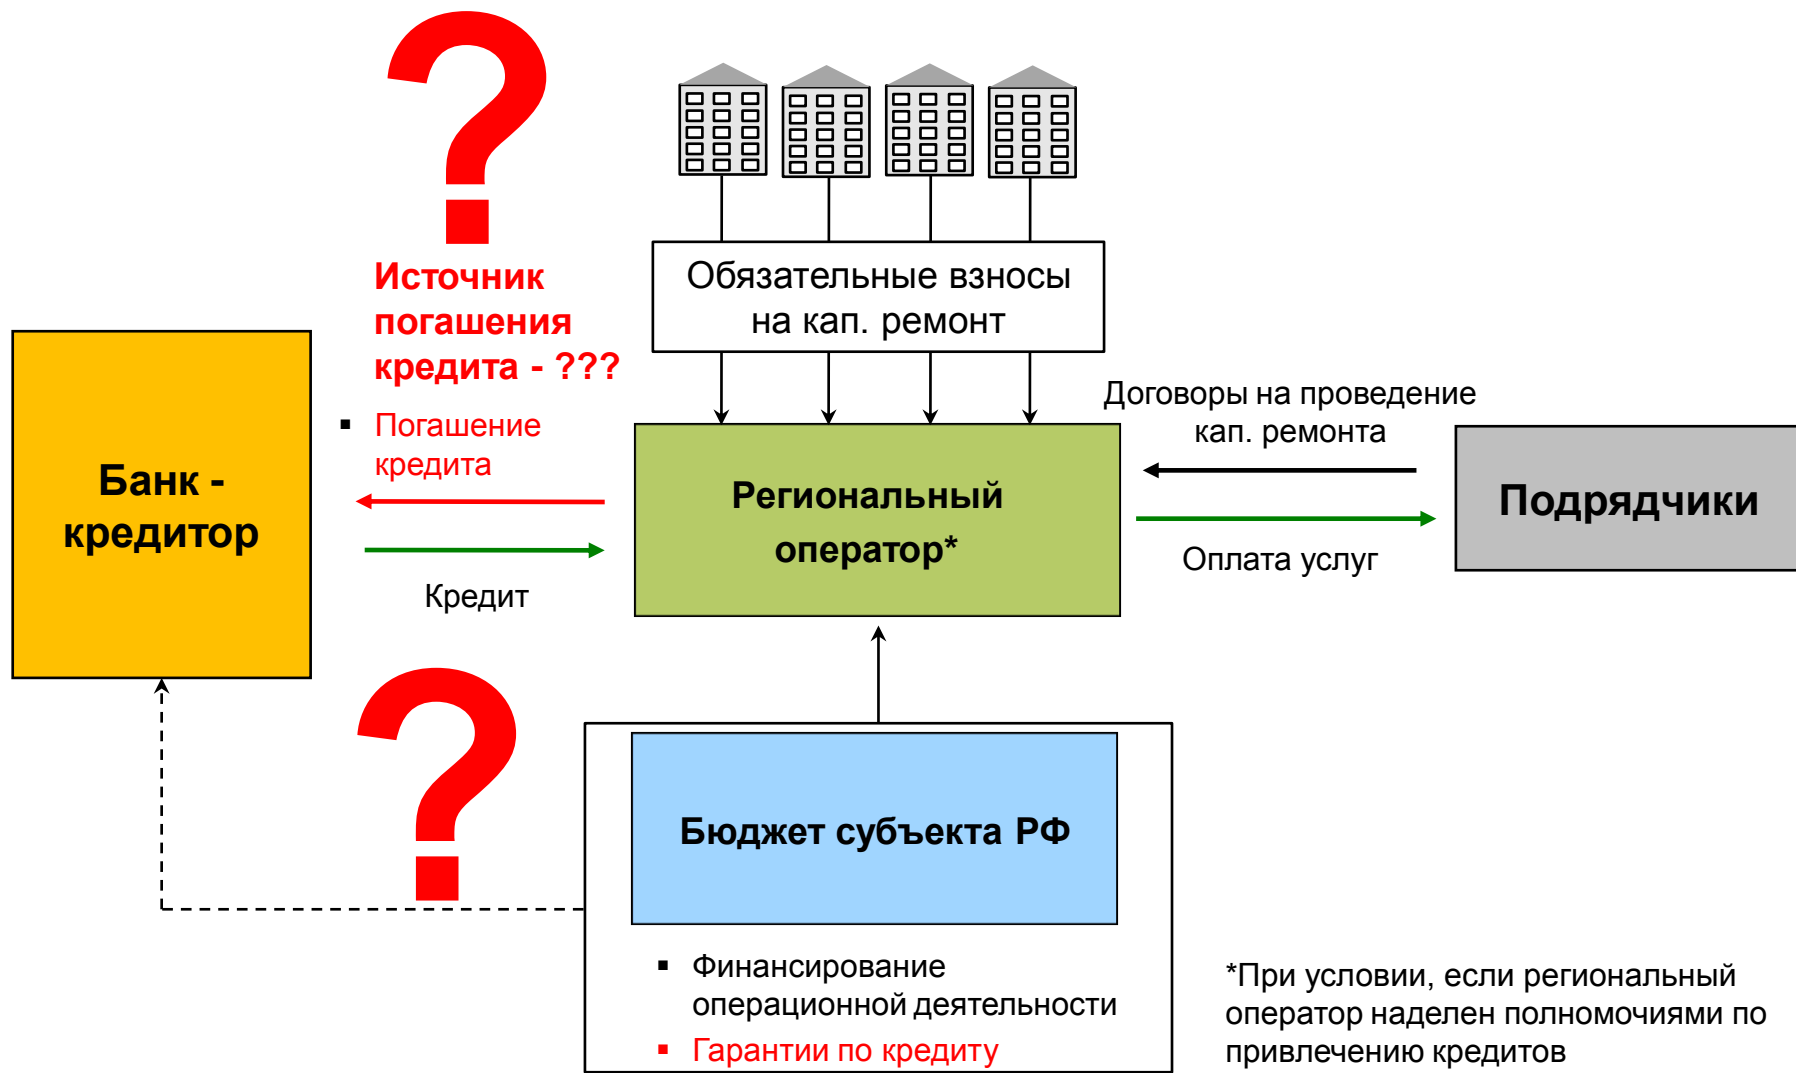 ?
Обязательные взносы
на кап. ремонт
Источник
погашения
кредита - ???
▪ Погашение
кредита
Банк -
кредитор
Кредит
Региональный
оператор*
Договоры на проведение
кап. ремонта
Оплата услуг
Подрядчики
?
Бюджет субъекта РФ
▪ Финансирование
операционной деятельности
▪ Гарантии по кредиту
*При условии, если региональный
оператор наделен полномочиями по
привлечению кредитов